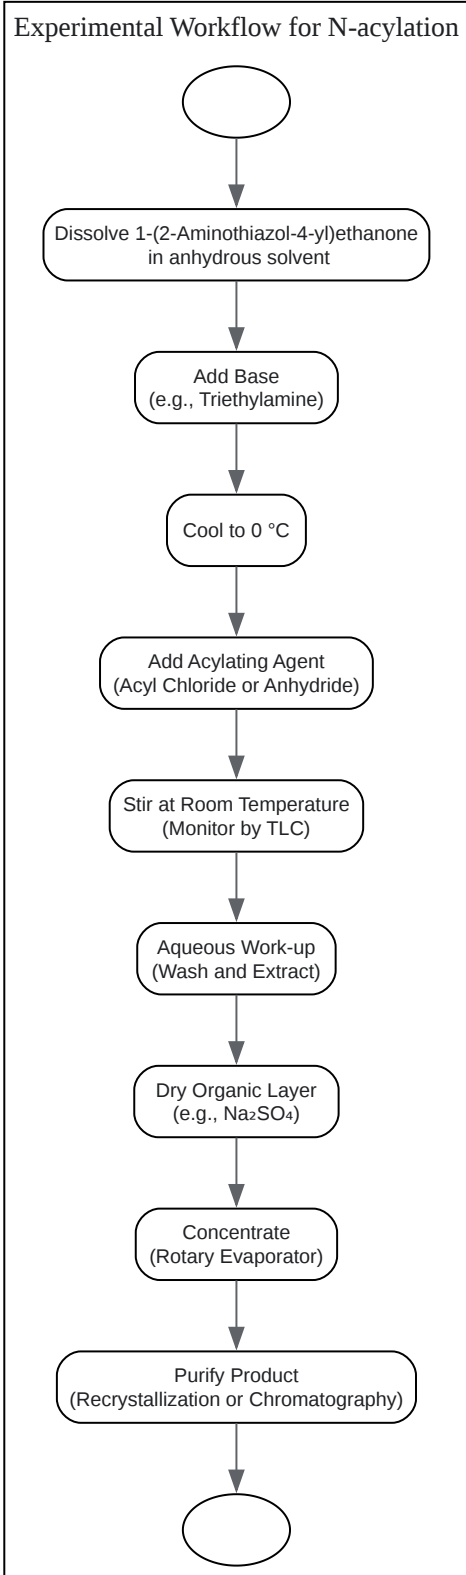 Experimental Workflow for N-acylation
Dissolve 1-(2-Aminothiazol-4-yl)ethanone
in anhydrous solvent
Add Base
(e.g., Triethylamine)
Cool to 0 °C
Add Acylating Agent
(Acyl Chloride or Anhydride)
Stir at Room Temperature
(Monitor by TLC)
Aqueous Work-up
(Wash and Extract)
Dry Organic Layer
(e.g., Na₂SO₄)
Concentrate
(Rotary Evaporator)
Purify Product
(Recrystallization or Chromatography)